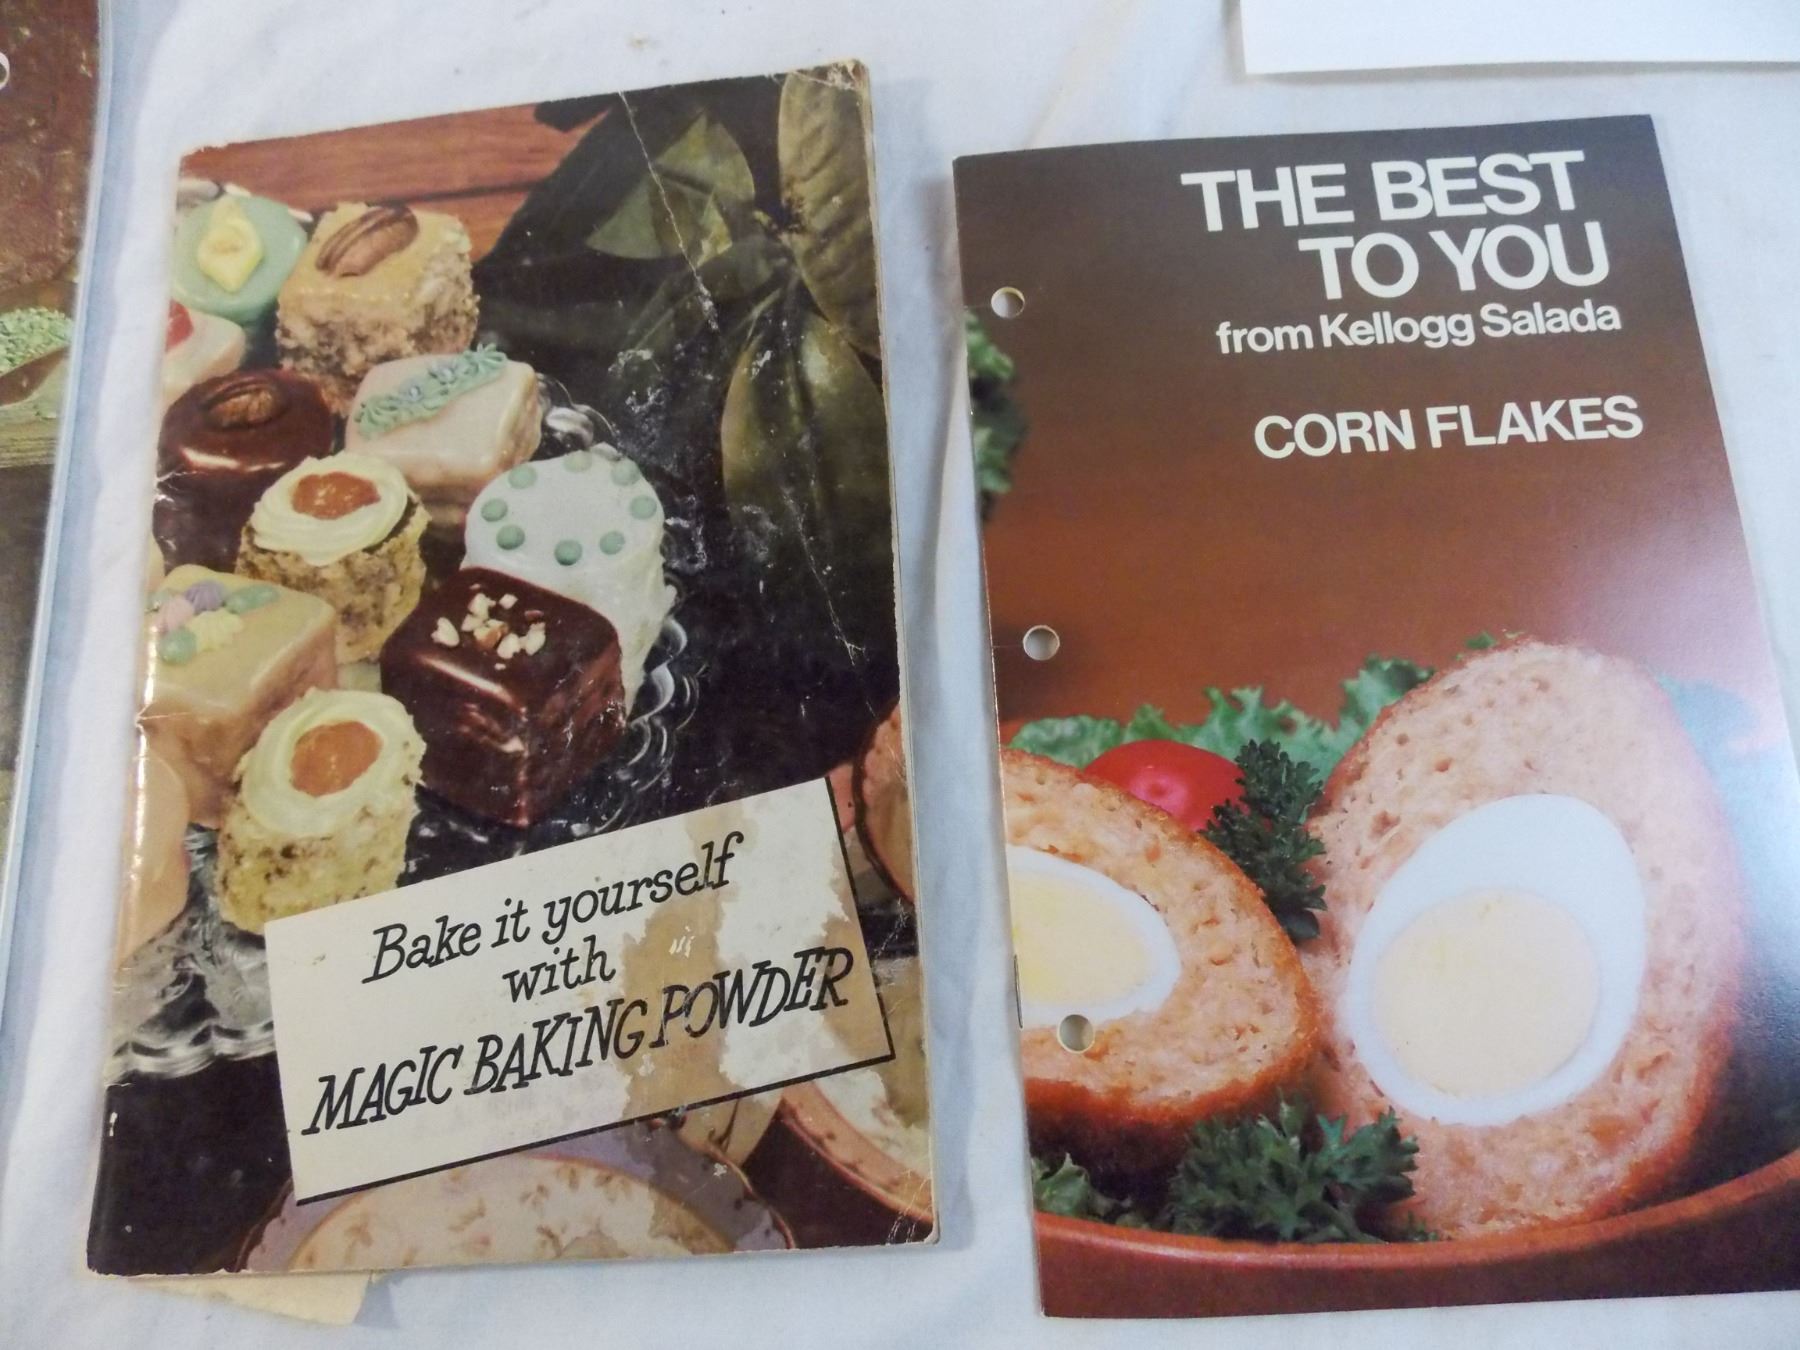 Bake it yourself
with
MAGIC BAKING POWDER
THE BEST
TO YOU
from Kellogg Salada
CORN FLAKES